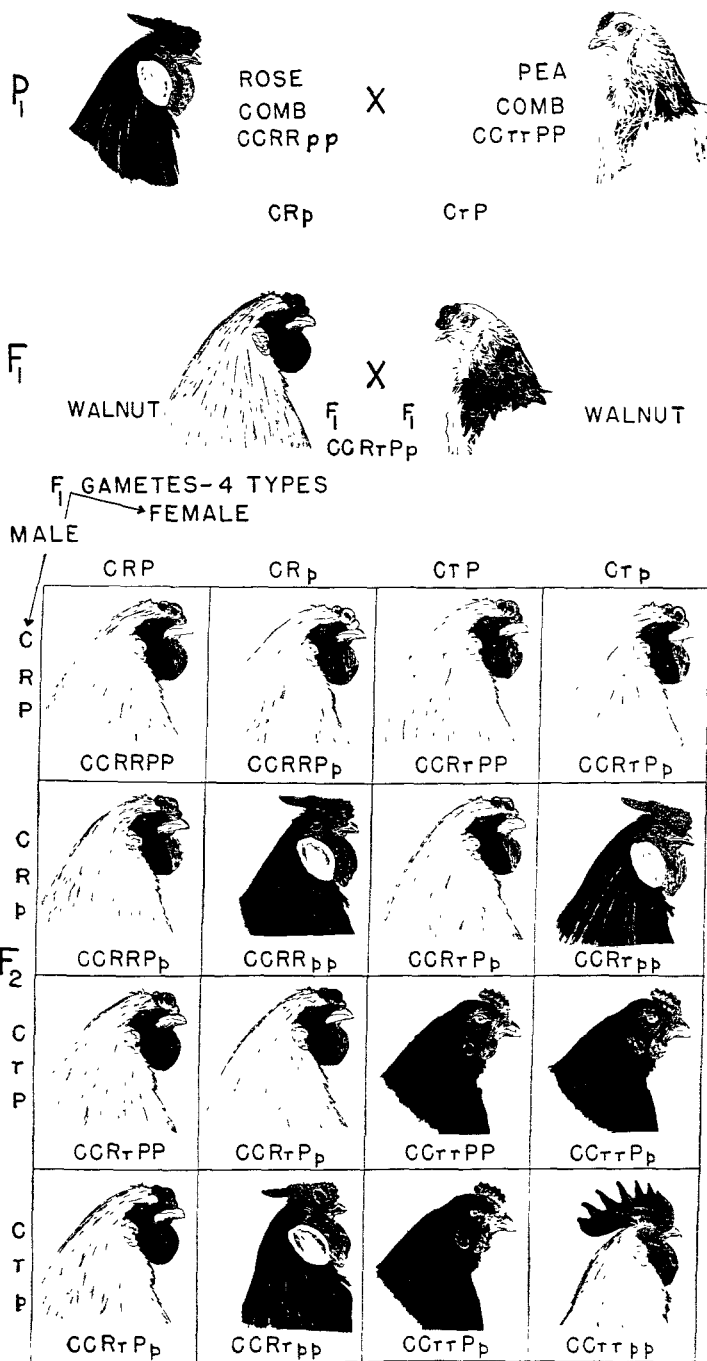 P1
ROSE
COMB
CCRRpp
X
PEA
COMB
CCrrPP
CRp CrP
F1
WALNUT
X
F1 F1
CCRrPp
WALNUT
F1 GAMETES-4 TYPES
FEMALE
MALE
CRP CRp CrP Crp
C
R
P
CCRRPP CCRRPp CCRrPP CCRrPp
C
R
p
CCRRPp CCRRpp CCRrPp CCRrpp
F2
C
r
P
CCRrPP CCRrPp CCrrPP CCrrPp
C
r
p
CCRrPp CCRrpp CCrrPp CCrrpp